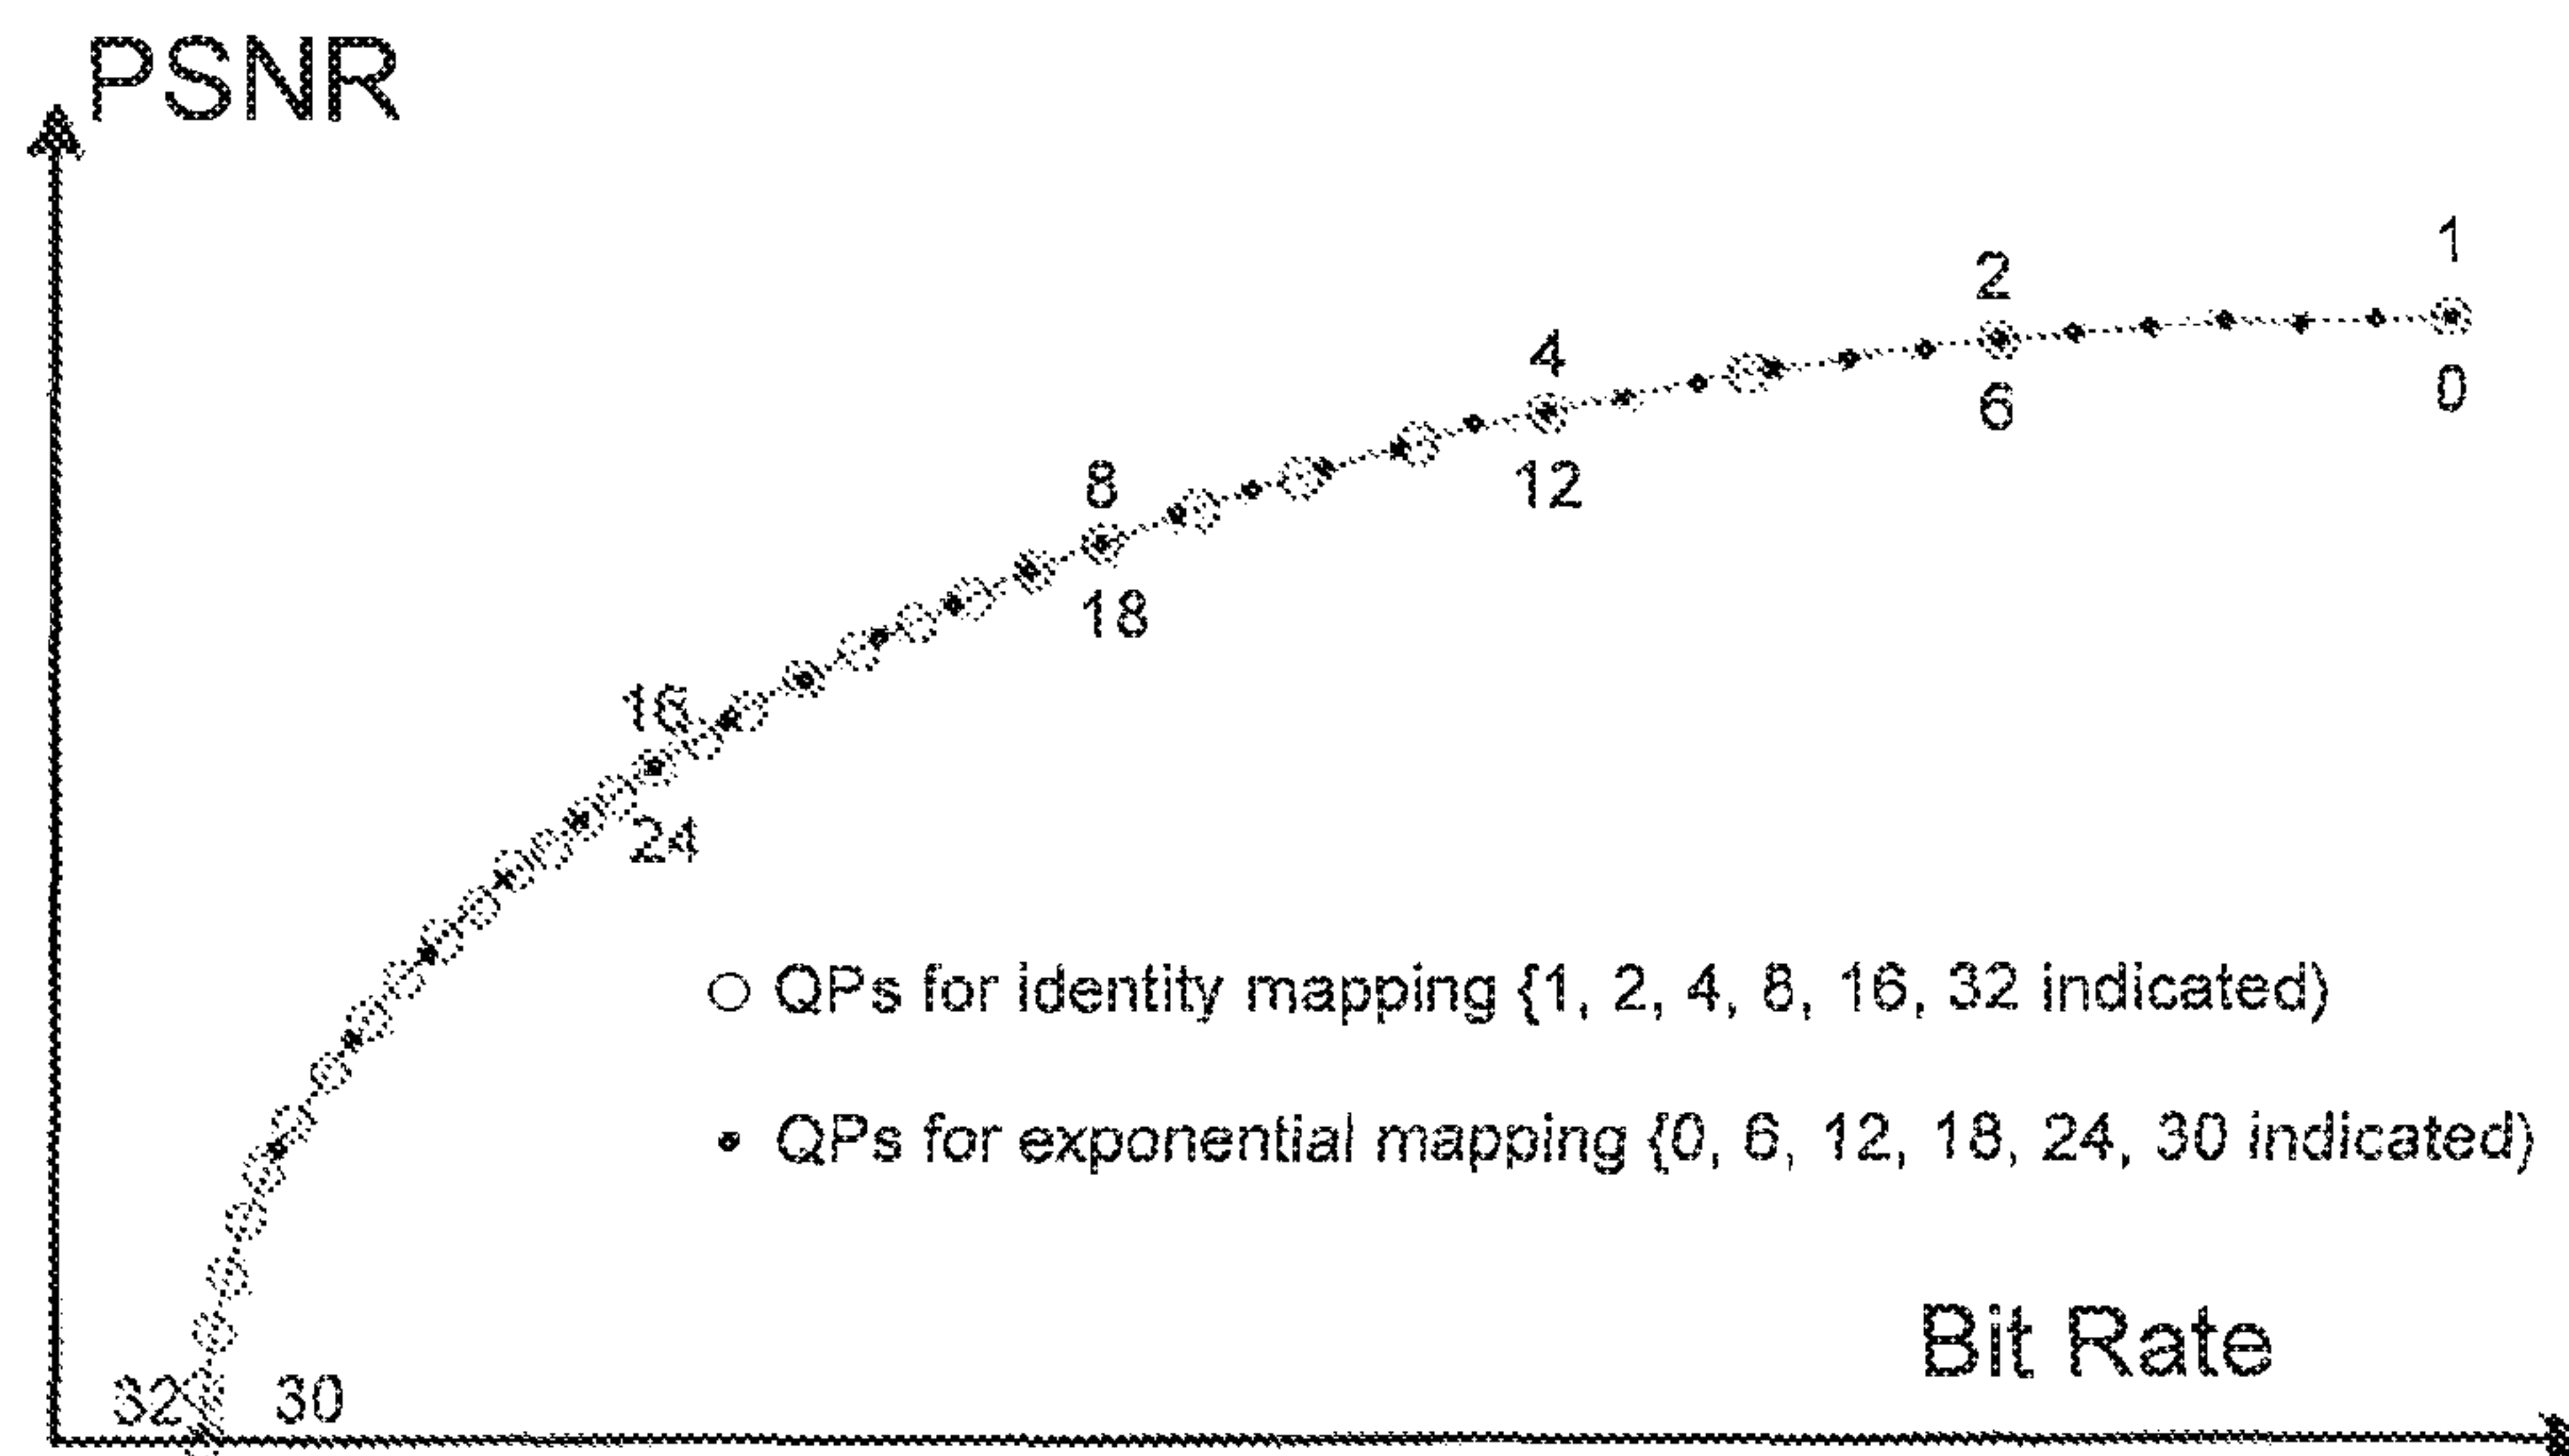 PSNR
1
2
4
0
6
8
12
18
16
24
○ QPs for identity mapping {1, 2, 4, 8, 16, 32 indicated)
• QPs for exponential mapping {0, 6, 12, 18, 24, 30 indicated)
Bit Rate
32 30